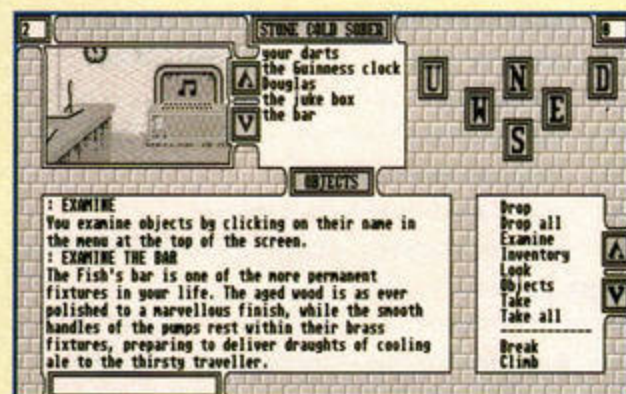 2
STONE COLD SOBER
0
your darts
the Guinness clock
Douglas
the juke box
the bar
U
N
D
W
E
S
OBJECTS
: EXAMINE
You examine objects by clicking on their name in
the menu at the top of the screen.
: EXAMINE THE BAR
The Fish's bar is one of the more permanent
fixtures in your life. The aged wood is as ever
polished to a marvellous finish, while the smooth
handles of the pumps rest within their brass
fixtures, preparing to deliver draughts of cooling
ale to the thirsty traveller.
Drop
Drop all
Examine
Inventory
Look
Objects
Take
Take all
--------------
Break
Climb